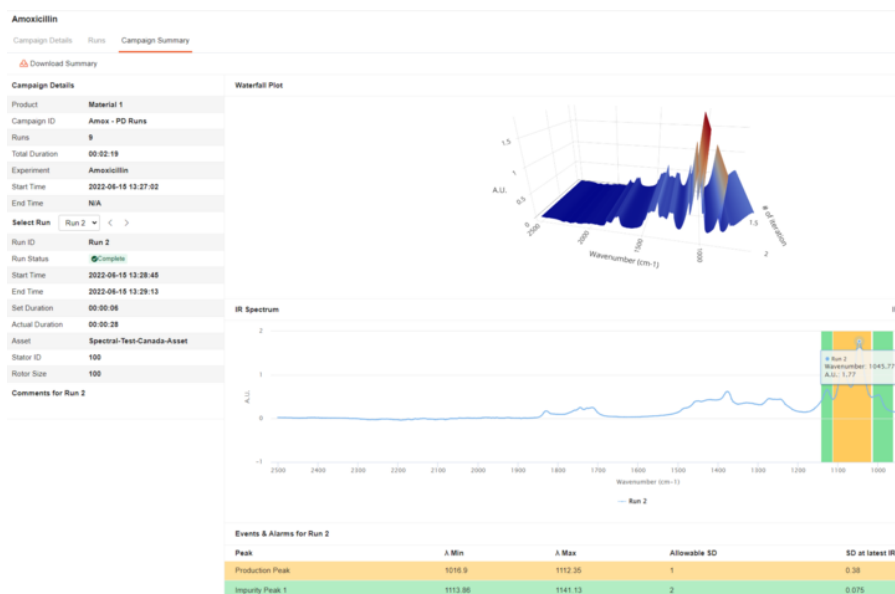 Amoxicillin
Campaign Details Runs Campaign Summary
Download Summary
Campaign Details
Product Material 1
Campaign ID Amox - PD Runs
Runs 9
Total Duration 00:02:19
Experiment Amoxicillin
Start Time 2022-06-15 13:27:02
End Time N/A
Select Run Run 2
Run ID Run 2
Run Status Complete
Start Time 2022-06-15 13:28:45
End Time 2022-06-15 13:29:13
Set Duration 00:00:06
Actual Duration 00:00:28
Asset Spectral-Test-Canada-Asset
Stator ID 100
Rotor Size 100
Comments for Run 2
Waterfall Plot
1.5
1
0.5
0
A.U.
2500
2000
1500
1000
Wavenumber (cm-1)
1.5
2
# of iteration
IR Spectrum
2
1
0
-1
A.U.
Run 2
Wavenumber: 1045.77
A.U.: 1.77
2500 2400 2300 2200 2100 2000 1900 1800 1700 1600 1500 1400 1300 1200 1100 1000
Wavenumber (cm-1)
Run 2
Events & Alarms for Run 2
Peak λ Min λ Max Allowable SD SD at latest IR
Production Peak 1016.9 1112.35 1 0.38
Impurity Peak 1 1113.86 1141.13 2 0.075